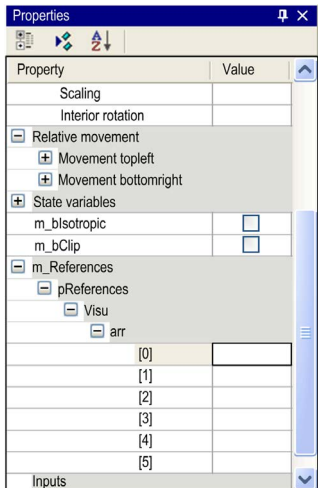 Properties
A
Z
Property Value
Scaling
Interior rotation
Relative movement
Movement topleft
Movement bottomright
State variables
m_bIsotropic
m_bClip
m_References
pReferences
Visu
arr
[0]
[1]
[2]
[3]
[4]
[5]
Inputs